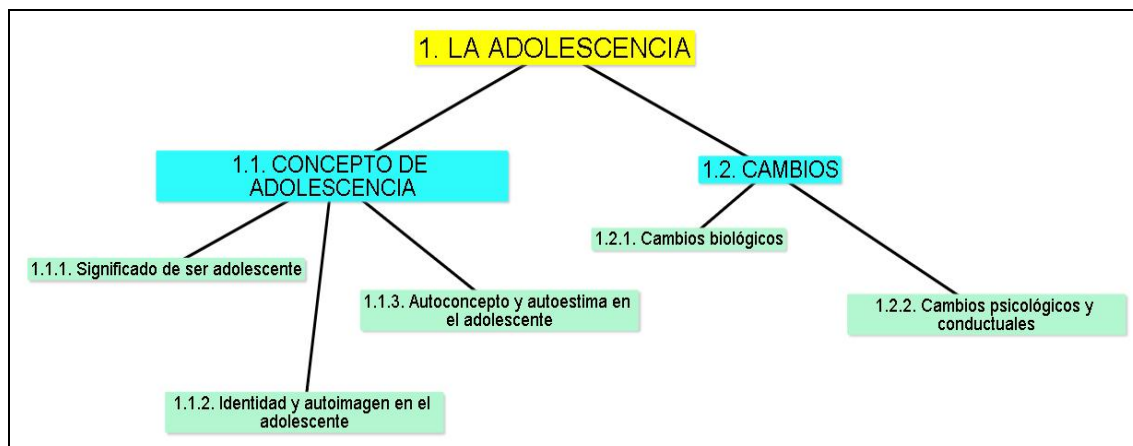 1. LA ADOLESCENCIA
1.1. CONCEPTO DE
ADOLESCENCIA
1.2. CAMBIOS
1.2.1. Cambios biológicos
1.1.1. Significado de ser adolescente
1.1.3. Autoconcepto y autoestima en
el adolescente
1.2.2. Cambios psicológicos y
conductuales
1.1.2. Identidad y autoimagen en el
adolescente